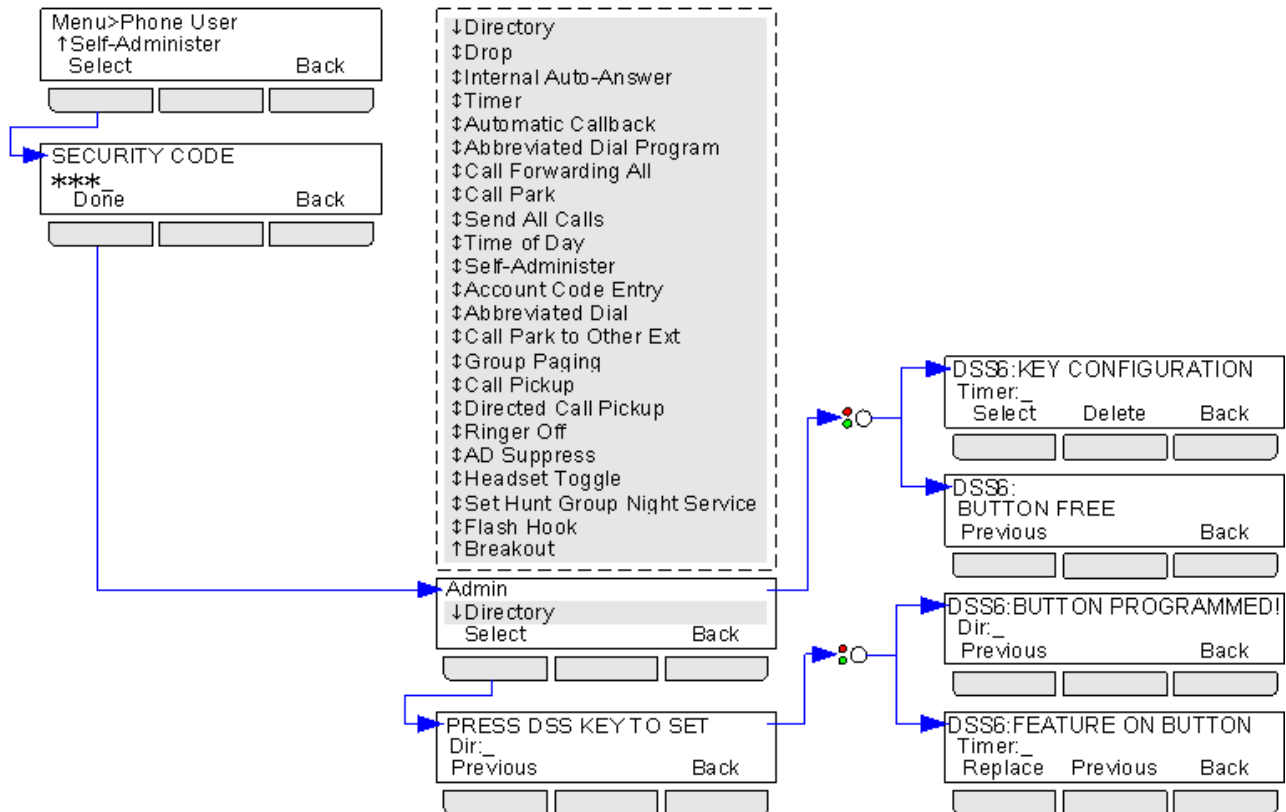 Menu>Phone User
↑Self-Administer
Select Back
SECURITY CODE
***_
Done Back
↓Directory
↕Drop
↕Internal Auto-Answer
↕Timer
↕Automatic Callback
↕Abbreviated Dial Program
↕Call Forwarding All
↕Call Park
↕Send All Calls
↕Time of Day
↕Self-Administer
↕Account Code Entry
↕Abbreviated Dial
↕Call Park to Other Ext
↕Group Paging
↕Call Pickup
↕Directed Call Pickup
↕Ringer Off
↕AD Suppress
↕Headset Toggle
↕Set Hunt Group Night Service
↕Flash Hook
↑Breakout
Admin
↓Directory
Select Back
PRESS DSS KEY TO SET
Dir:_
Previous Back
DSS6:KEY CONFIGURATION
Timer:_
Select Delete Back
DSS6:
BUTTON FREE
Previous Back
DSS6:BUTTON PROGRAMMED!
Dir:_
Previous Back
DSS6:FEATURE ON BUTTON
Timer:_
Replace Previous Back